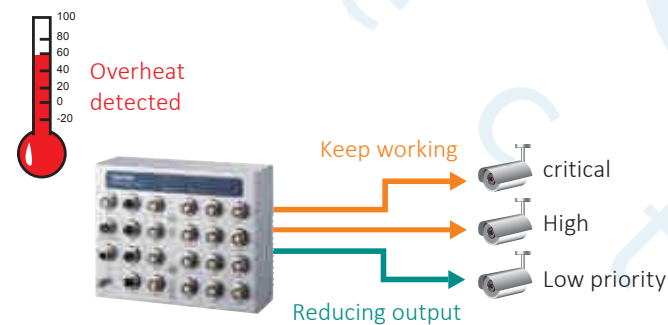 100
80
60
40
20
0
-20
Overheat
detected
Keep working
critical
High
Low priority
Reducing output